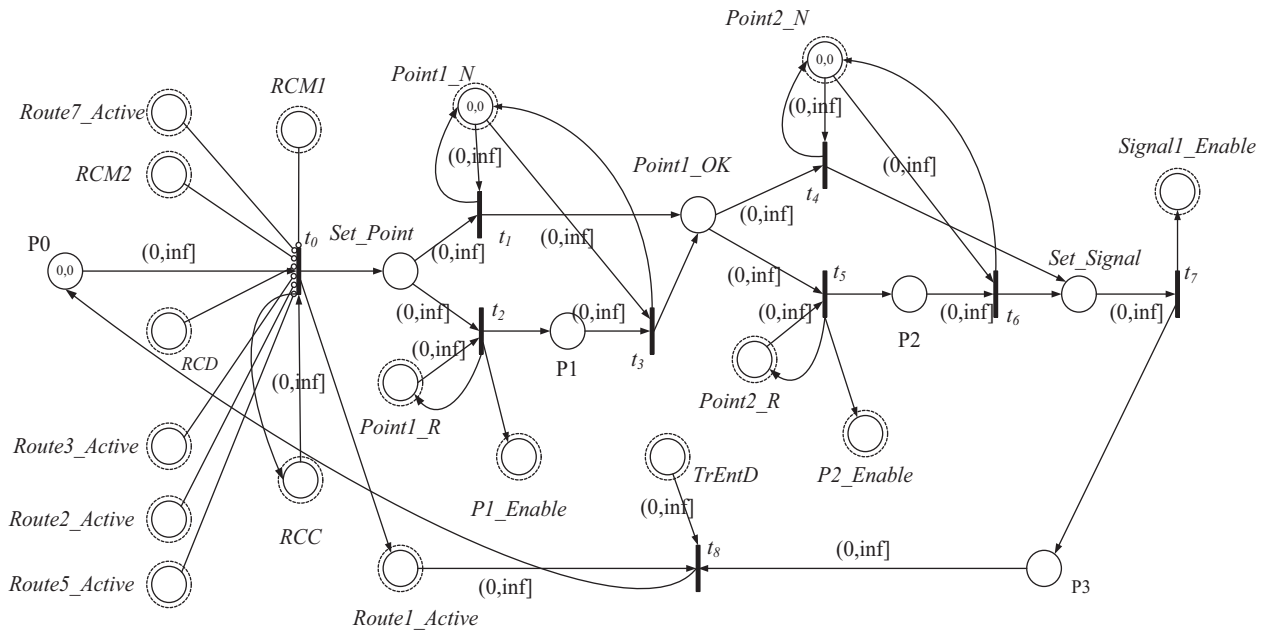 Point2_N
0,0
(0,inf]
Point1_N
0,0
(0,inf]
RCM1
Route7_Active
RCM2
Signal1_Enable
Point1_OK
t4
(0,inf]
(0,inf]
P0
0,0
(0,inf]
t0
Set_Point
(0,inf]
t1
(0,inf]
(0,inf]
Set_Signal
t7
t5
(0,inf]
t2
(0,inf]
(0,inf]
(0,inf]
P2
(0,inf]
t6
(0,inf]
RCD
(0,inf]
P1
t3
(0,inf]
Point1_R
Point2_R
Route3_Active
TrEntD
P2_Enable
P1_Enable
(0,inf]
Route2_Active
RCC
t8
(0,inf]
Route5_Active
(0,inf]
P3
Route1_Active